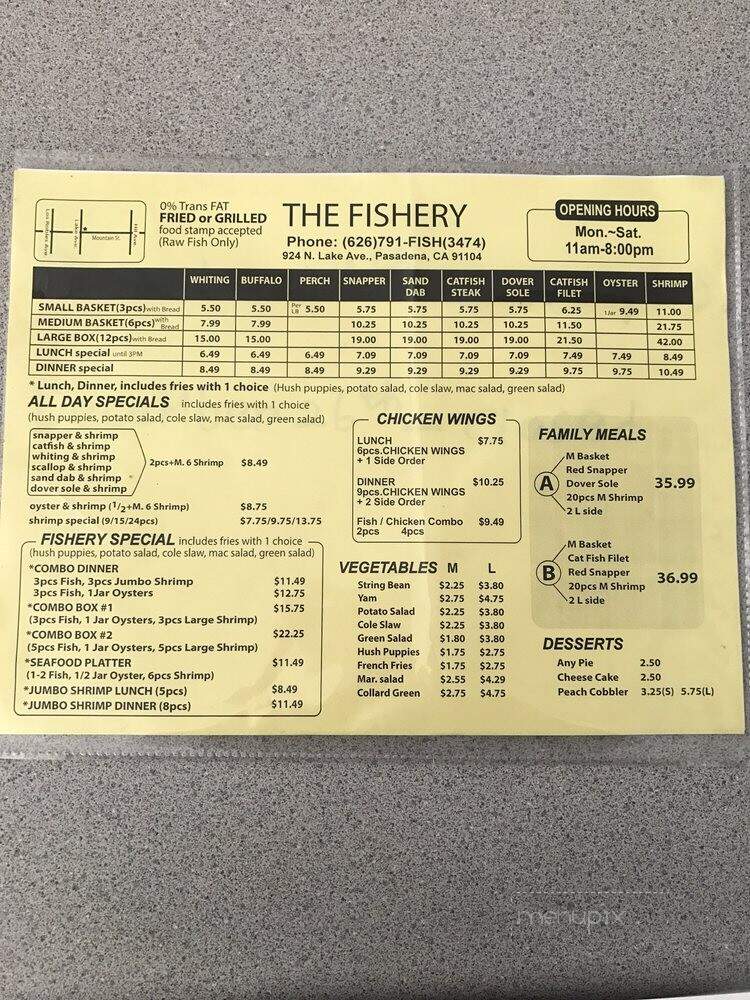 0% Trans FAT
FRIED or GRILLED
food stamp accepted
(Raw Fish Only)
Los Robles Ave
Lake Ave.
Mountain St.
Hill Ave.
THE FISHERY
Phone: (626)791-FISH(3474)
924 N. Lake Ave., Pasadena, CA 91104
OPENING HOURS
Mon.~Sat.
11am-8:00pm
WHITING BUFFALO PERCH SNAPPER SAND DAB CATFISH STEAK DOVER SOLE CATFISH FILET OYSTER SHRIMP
SMALL BASKET(3pcs)with Bread 5.50 5.50 Per LB 5.50 5.75 5.75 5.75 5.75 6.25 1Jar 9.49 11.00
MEDIUM BASKET(6pcs)with Bread 7.99 7.99 10.25 10.25 10.25 10.25 11.50 21.75
LARGE BOX(12pcs)with Bread 15.00 15.00 19.00 19.00 19.00 19.00 21.50 42.00
LUNCH special until 3PM 6.49 6.49 6.49 7.09 7.09 7.09 7.09 7.49 7.49 8.49
DINNER special 8.49 8.49 8.49 9.29 9.29 9.29 9.29 9.75 9.75 10.49
* Lunch, Dinner, includes fries with 1 choice (Hush puppies, potato salad, cole slaw, mac salad, green salad)
ALL DAY SPECIALS includes fries with 1 choice
(hush puppies, potato salad, cole slaw, mac salad, green salad)
snapper & shrimp
catfish & shrimp
whiting & shrimp
scallop & shrimp
sand dab & shrimp
dover sole & shrimp
2pcs+M. 6 Shrimp $8.49
oyster & shrimp (1/2+M. 6 Shrimp) $8.75
shrimp special (9/15/24pcs) $7.75/9.75/13.75
FISHERY SPECIAL includes fries with 1 choice
(hush puppies, potato salad, cole slaw, mac salad, green salad)
*COMBO DINNER
3pcs Fish, 3pcs Jumbo Shrimp $11.49
3pcs Fish, 1Jar Oysters $12.75
*COMBO BOX #1 $15.75
(3pcs Fish, 1 Jar Oysters, 3pcs Large Shrimp)
*COMBO BOX #2 $22.25
(5pcs Fish, 1 Jar Oysters, 5pcs Large Shrimp)
*SEAFOOD PLATTER $11.49
(1-2 Fish, 1/2 Jar Oyster, 6pcs Shrimp)
*JUMBO SHRIMP LUNCH (5pcs) $8.49
*JUMBO SHRIMP DINNER (8pcs) $11.49
CHICKEN WINGS
LUNCH $7.75
6pcs.CHICKEN WINGS
+ 1 Side Order
DINNER $10.25
9pcs.CHICKEN WINGS
+ 2 Side Order
Fish / Chicken Combo $9.49
2pcs 4pcs
VEGETABLES M L
String Bean $2.25 $3.80
Yam $2.75 $4.75
Potato Salad $2.25 $3.80
Cole Slaw $2.25 $3.80
Green Salad $1.80 $3.80
Hush Puppies $1.75 $2.75
French Fries $1.75 $2.75
Mar. salad $2.55 $4.29
Collard Green $2.75 $4.75
FAMILY MEALS
A
M Basket
Red Snapper
Dover Sole
20pcs M Shrimp
2 L side
35.99
B
M Basket
Cat Fish Filet
Red Snapper
20pcs M Shrimp
2 L side
36.99
DESSERTS
Any Pie 2.50
Cheese Cake 2.50
Peach Cobbler 3.25(S) 5.75(L)
menupix